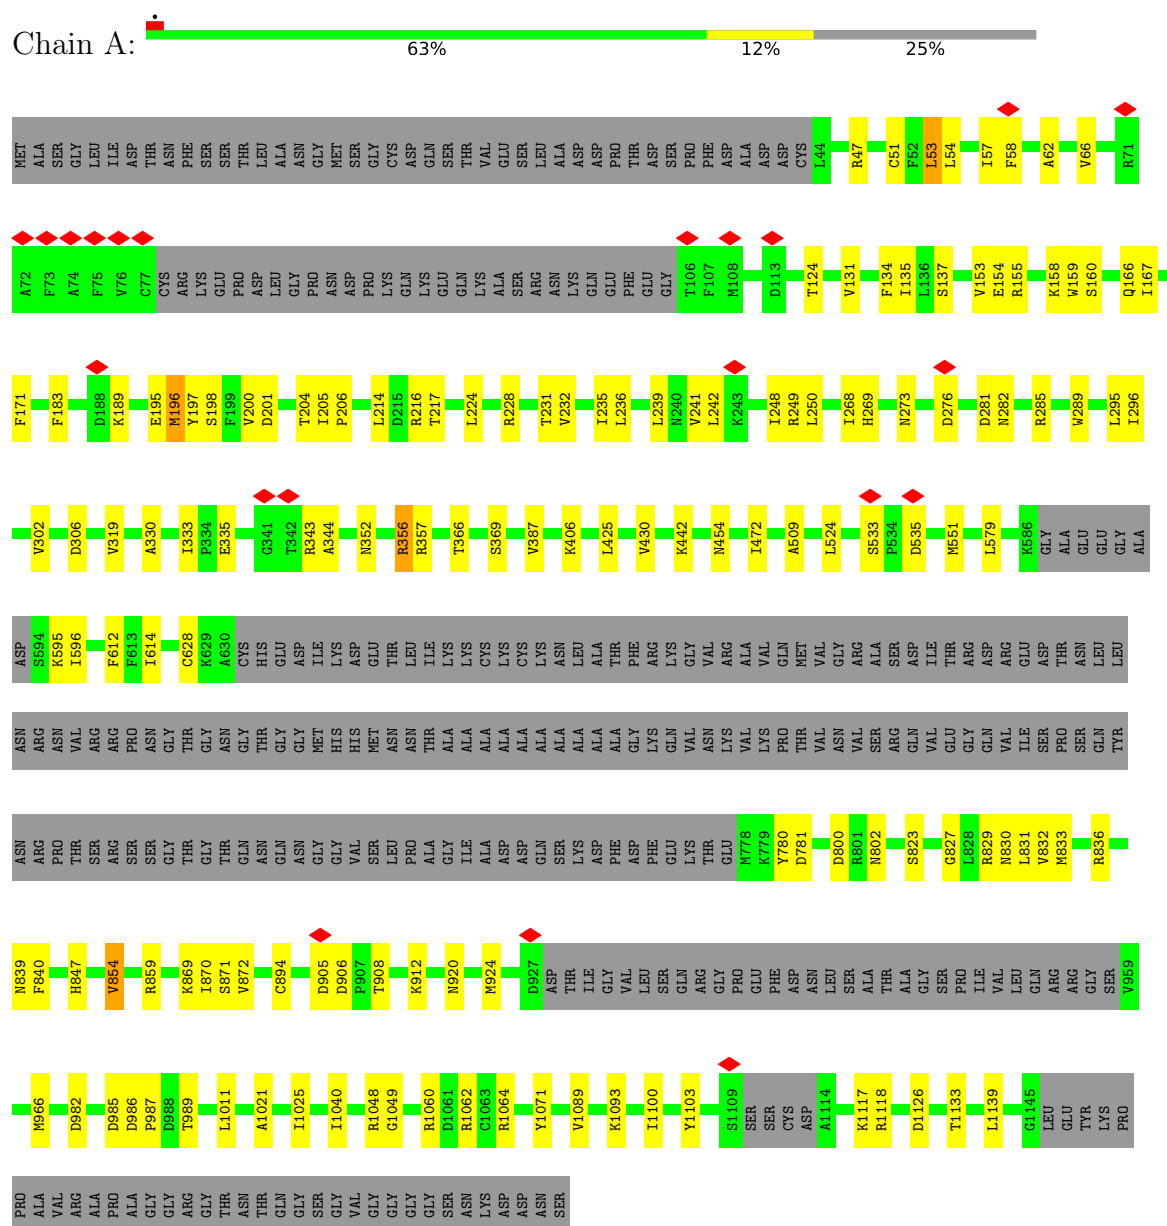 Chain A:
63% 12% 25%
MET ALA SER GLY LEU ILE ASP THR ASN PHE SER SER THR LEU ALA ASN GLY MET SER GLY CYS ASP GLN SER THR VAL GLU SER LEU ALA ASP ASP PRO THR ASP SER PRO PHE ASP ALA ASP ASP CYS L44 R47 C51 F52 L53 L54 I57 F58 A62 V66 R71
A72 F73 A74 F75 V76 C77 CYS ARG LYS GLU PRO ASP LEU GLY PRO ASN ASP PRO LYS GLN LYS GLU GLN LYS ALA SER ARG ASN LYS GLN GLU PHE GLU GLY T106 F107 M108 D113 T124 V131 F134 I135 L136 S137 V153 E154 R155 K158 W159 S160 Q166 I167
F171 F183 D188 K189 E195 M196 Y197 S198 F199 V200 D201 T204 I205 P206 L214 D215 R216 T217 L224 R228 T231 V232 I235 L236 L239 N240 V241 L242 K243 I248 R249 L250 I268 H269 N273 D276 D281 N282 R285 W289 L295 I296
V302 D306 V319 A330 I333 P334 E335 G341 T342 R343 A344 N352 R356 R357 T366 S369 V387 K406 L425 V430 K442 N454 I472 A509 L524 S533 P534 D535 M551 L579 K586 GLY ALA GLU GLU GLY ALA
ASP S594 K595 I596 F612 F613 I614 C628 K629 A630 CYS HIS GLU ASP ILE LYS ASP GLU THR LEU ILE LYS LYS CYS LYS CYS LYS ASN LEU ALA THR PHE ARG LYS GLY VAL ARG ALA VAL GLN MET VAL GLY ARG ALA SER ASP ILE THR ARG ASP ARG GLU ASP THR ASN LEU LEU
ASN ARG ASN VAL ARG ARG PRO ASN GLY THR GLY ASN GLY THR GLY GLY MET HIS HIS MET ASN ASN THR ALA ALA ALA ALA ALA ALA ALA ALA ALA ALA GLY LYS GLN VAL ASN LYS VAL LYS PRO THR VAL ASN VAL SER ARG GLN VAL GLU GLY GLN VAL ILE SER PRO SER GLN TYR
ASN ARG PRO THR SER ARG SER SER GLY THR GLY THR GLN ASN GLN ASN GLY GLY VAL SER LEU PRO ALA GLY ILE ALA ASP ASP GLN SER LYS ASP PHE ASP PHE GLU LYS THR GLU M778 K779 Y780 D781 D800 R801 N802 S823 G827 L828 R829 N830 L831 V832 M833 R836
N839 F840 H847 V854 R859 K869 I870 S871 V872 C894 D905 D906 P907 T908 K912 N920 M924 D927 ASP THR ILE GLY VAL LEU SER GLN ARG GLY PRO GLU PHE ASP ASN LEU SER ALA THR ALA GLY SER PRO ILE VAL LEU GLN ARG ARG GLY SER V959
M966 D982 D985 D986 P987 D988 T989 L1011 A1021 I1025 I1040 R1048 G1049 R1060 D1061 R1062 C1063 R1064 Y1071 V1089 K1093 I1100 Y1103 S1109 SER SER CYS ASP A1114 K1117 R1118 D1126 T1133 L1139 G1145 LEU GLU TYR LYS PRO
PRO ALA VAL ARG ALA PRO ALA GLY GLY ARG GLY THR ASN THR GLN GLY SER GLY VAL GLY GLY GLY GLY SER ASN LYS ASP ASP ASN SER